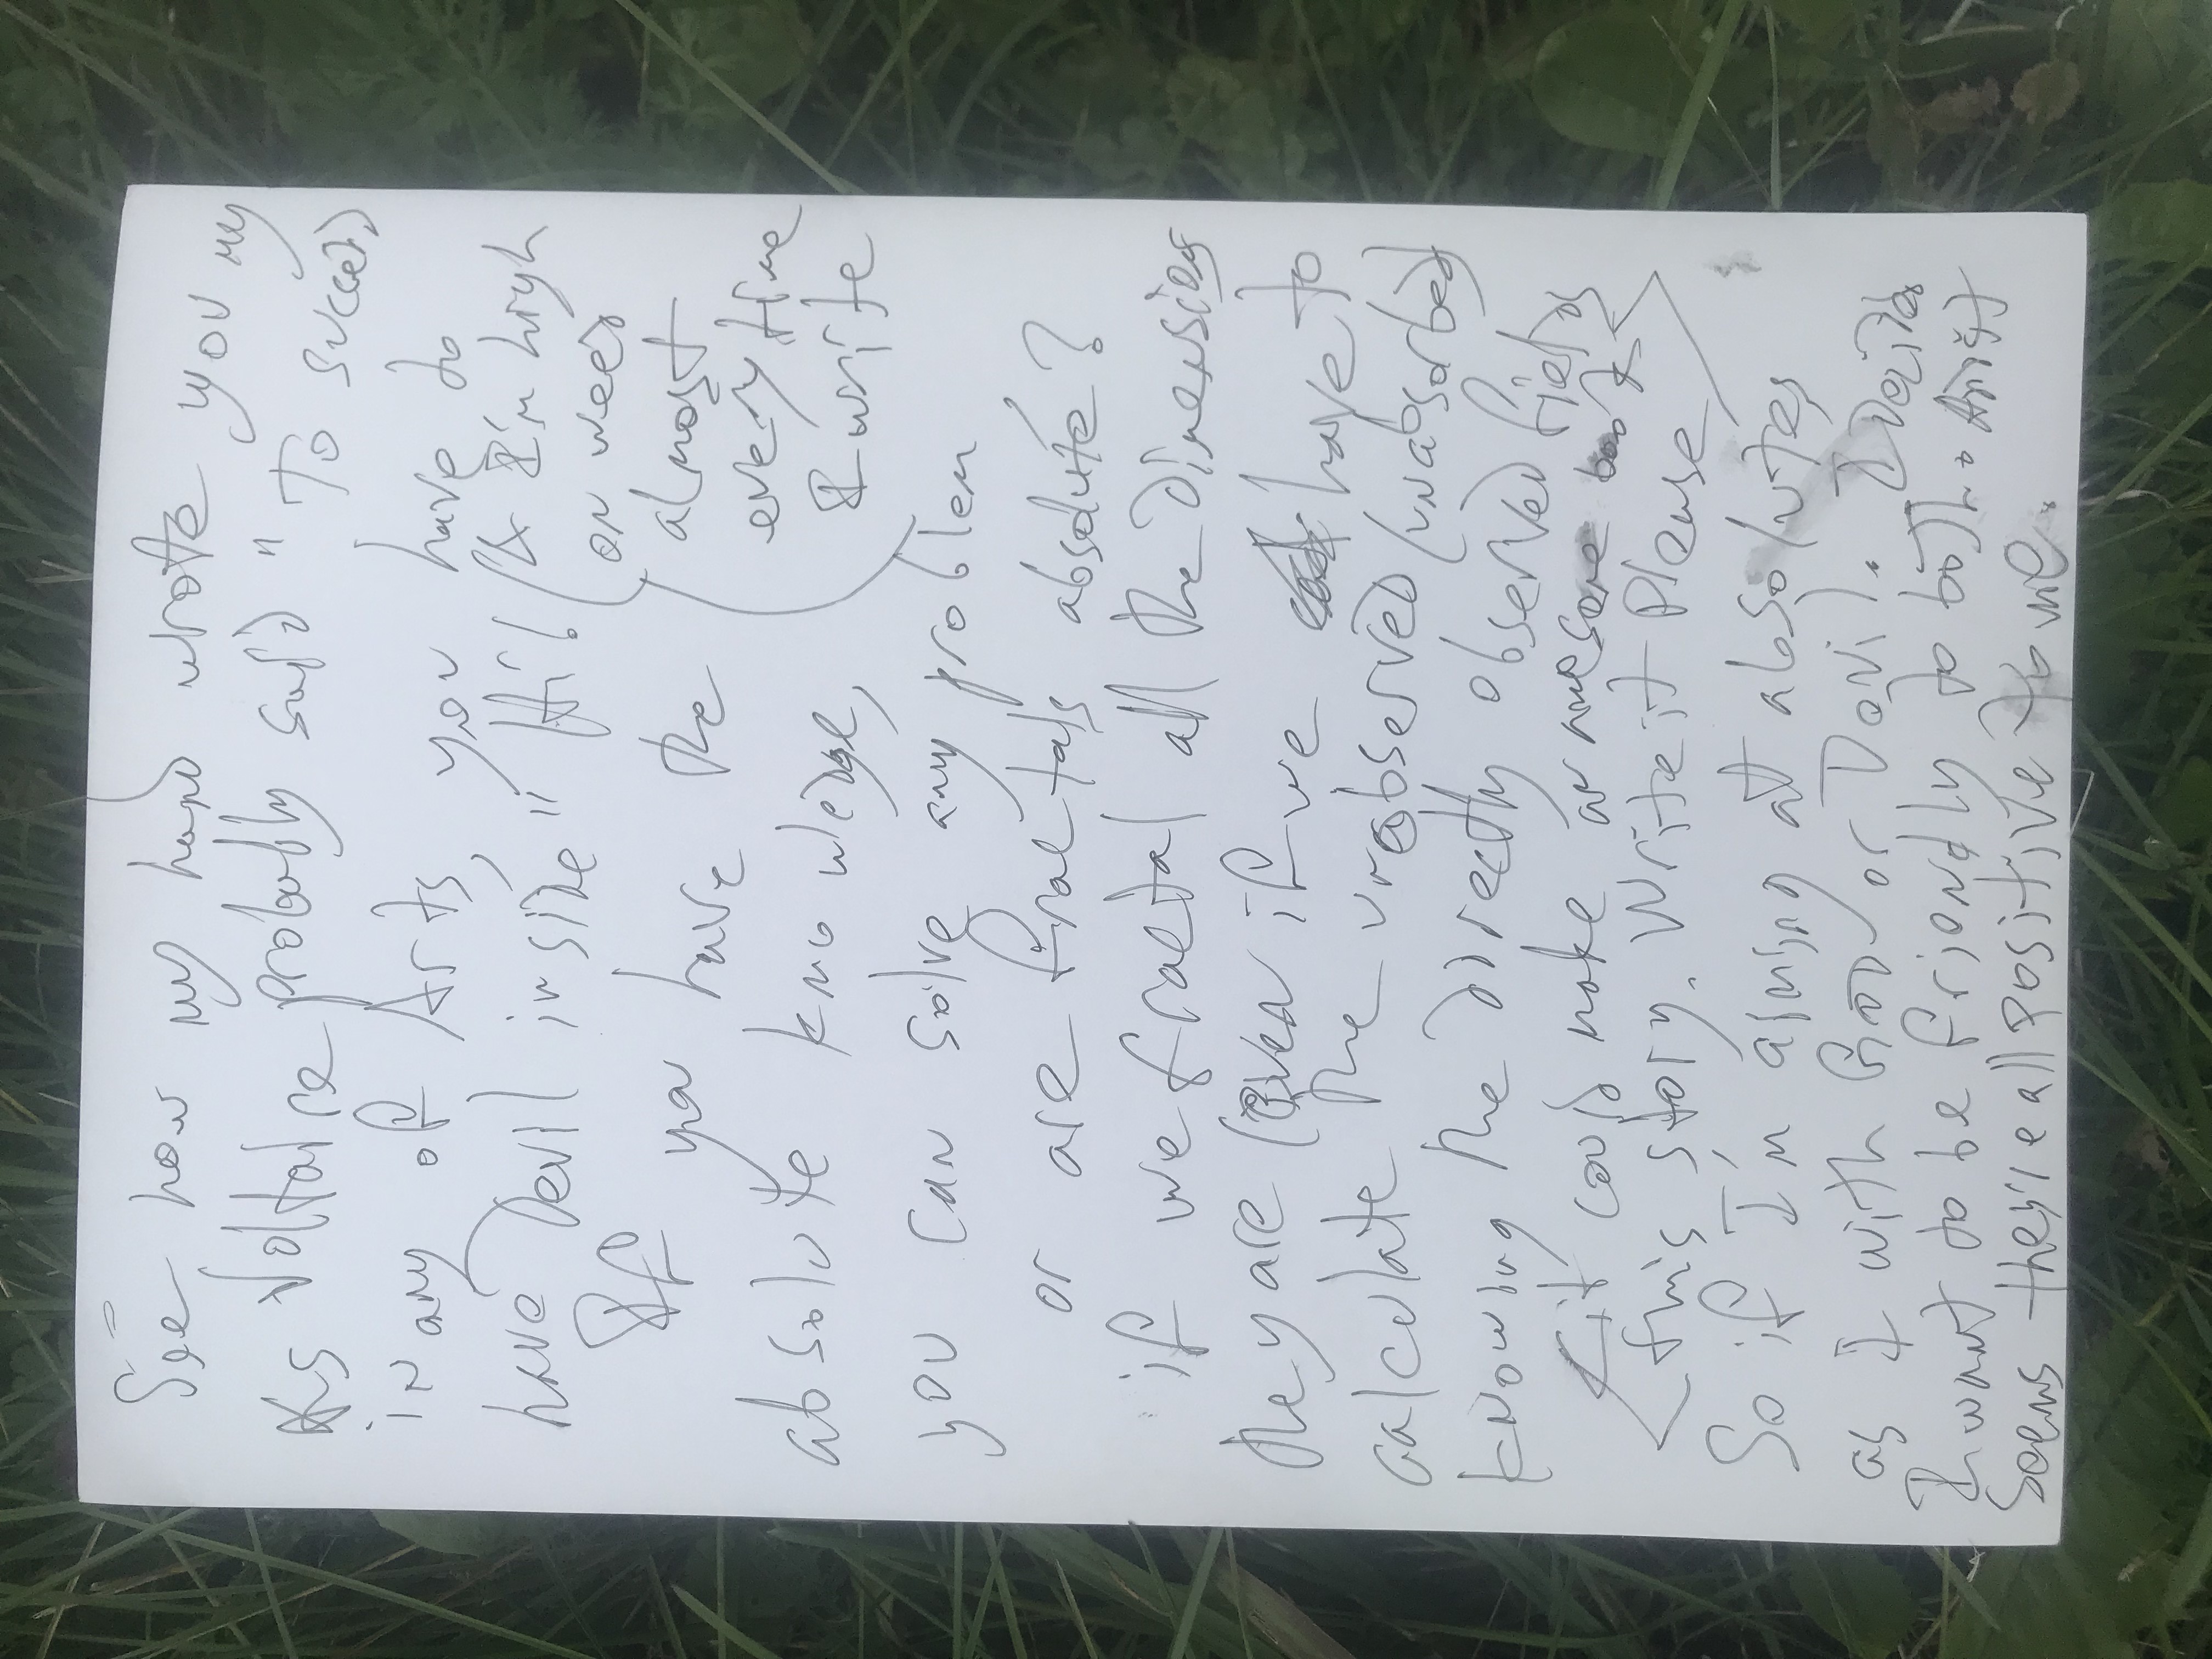 See how my hand wrote you my
As Voltaire probably said "To succeed
in any of Arts, you have to
have Devil inside" Hi!
(& I'm high
on weed
almost
every time
I write
If you have the
absolute knowledge,
you can solve any problem
or are fractals absolute?
if we fractal all the dimensions
they are (even if we have to
calculate the unobserved (unabsorbed)
knowing the directly observed fields
<it could make an awesome book>
<this story. Write it Please>
So if I'm aiming at absolutes
as I with God or Devil. I
I want to be friendly to both.
Seems they're all positive to me.